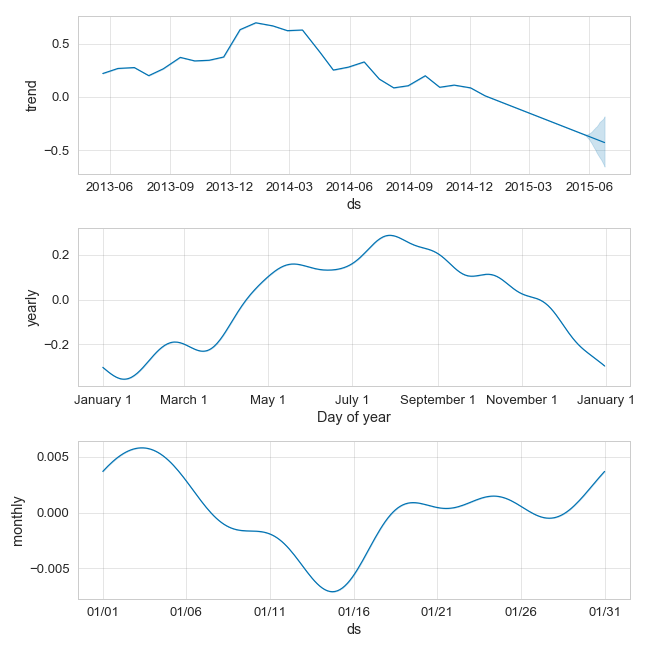 0.5
0.0
−0.5
trend
2013-06 2013-09 2013-12 2014-03 2014-06 2014-09 2014-12 2015-03 2015-06
ds
0.2
0.0
−0.2
yearly
January 1 March 1 May 1 July 1 September 1 November 1 January 1
Day of year
0.005
0.000
−0.005
monthly
01/01 01/06 01/11 01/16 01/21 01/26 01/31
ds